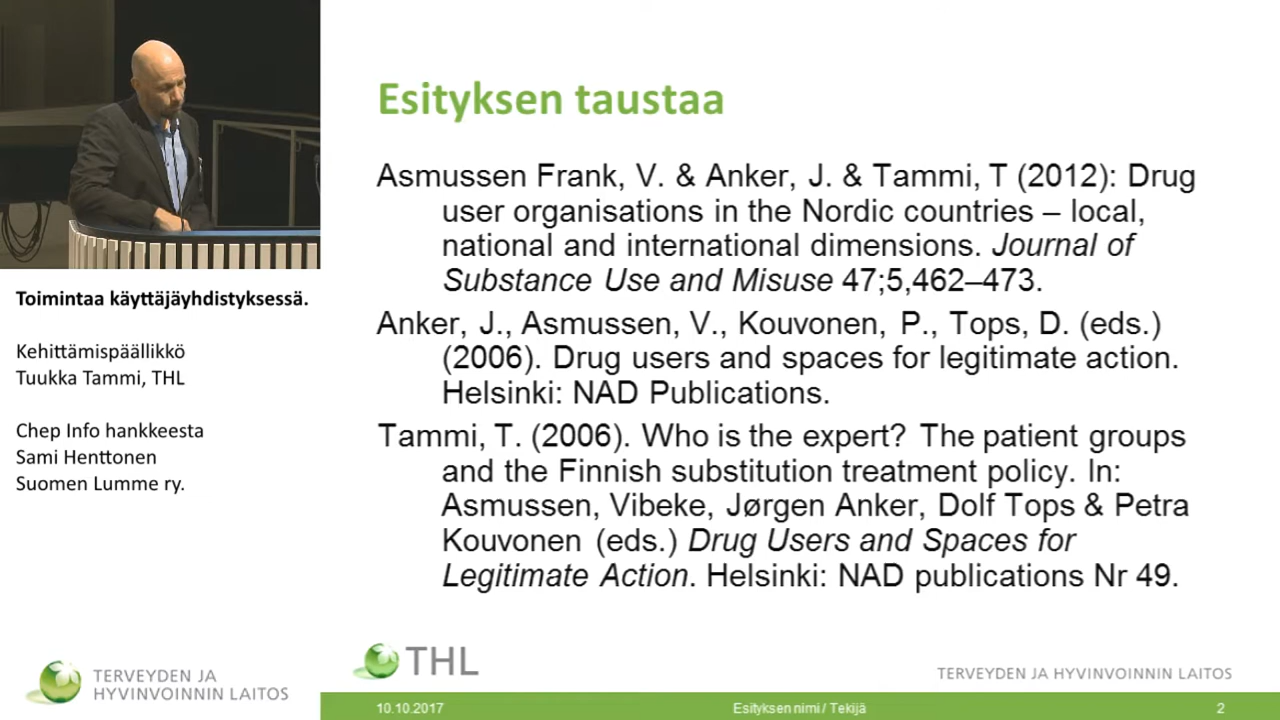 Toimintaa käyttäjäyhdistyksessä.
Kehittämispäällikkö
Tuukka Tammi, THL
Chep Info hankkeesta
Sami Henttonen
Suomen Lumme ry.
TERVEYDEN JA
HYVINVOINNIN LAITOS
Esityksen taustaa
Asmussen Frank, V. & Anker, J. & Tammi, T (2012): Drug
user organisations in the Nordic countries – local,
national and international dimensions. Journal of
Substance Use and Misuse 47;5,462–473.
Anker, J., Asmussen, V., Kouvonen, P., Tops, D. (eds.)
(2006). Drug users and spaces for legitimate action.
Helsinki: NAD Publications.
Tammi, T. (2006). Who is the expert? The patient groups
and the Finnish substitution treatment policy. In:
Asmussen, Vibeke, Jørgen Anker, Dolf Tops & Petra
Kouvonen (eds.) Drug Users and Spaces for
Legitimate Action. Helsinki: NAD publications Nr 49.
THL
TERVEYDEN JA HYVINVOINNIN LAITOS
10.10.2017
Esityksen nimi / Tekijä
2